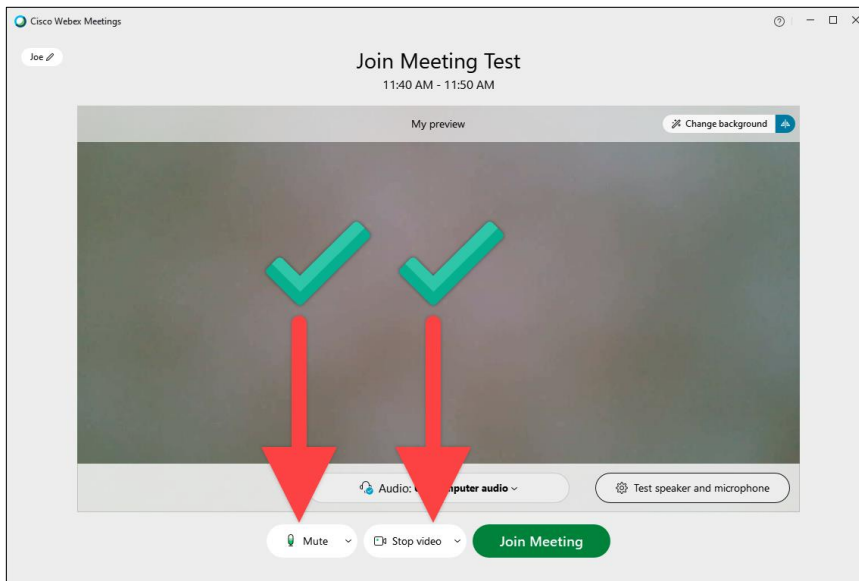 Cisco Webex Meetings
Joe
Join Meeting Test
11:40 AM - 11:50 AM
My preview
Change background
Audio: computer audio
Test speaker and microphone
Mute
Stop video
Join Meeting